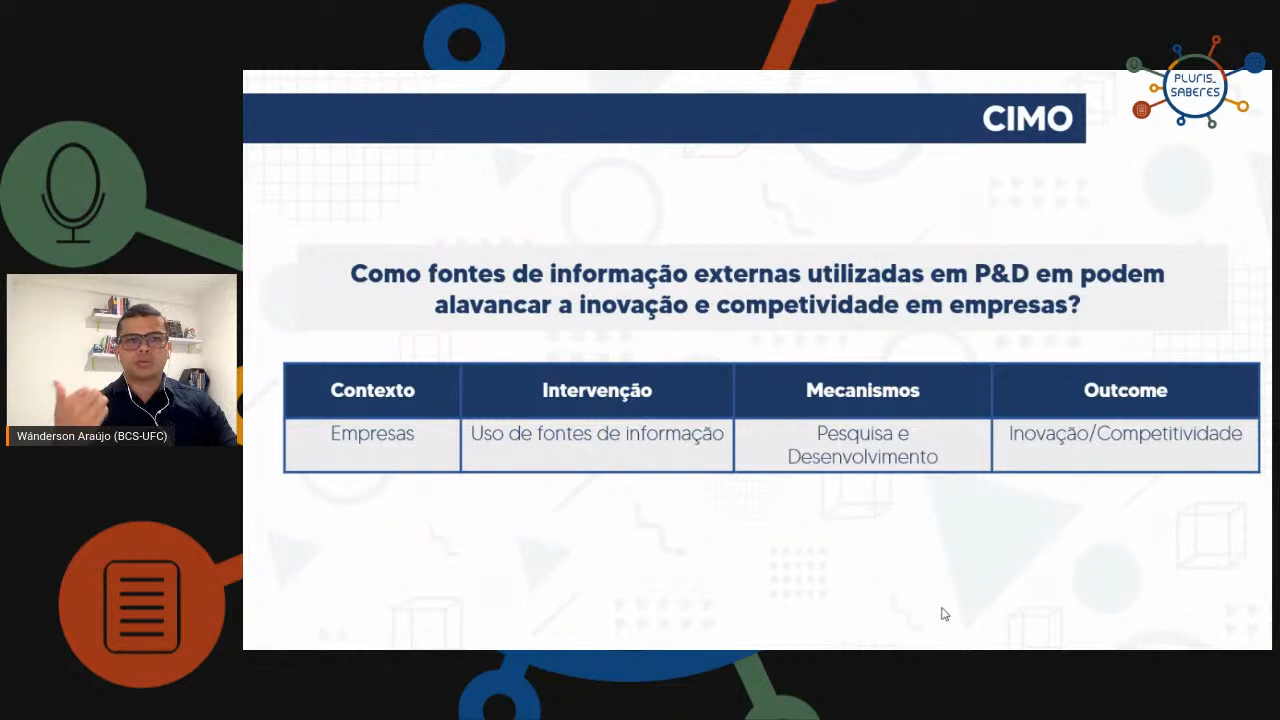 CIMO
PLURIS_
SABERES
Como fontes de informação externas utilizadas em P&D em podem
alavancar a inovação e competividade em empresas?
Contexto
Intervenção
Mecanismos
Outcome
Empresas
Uso de fontes de informação
Pesquisa e
Desenvolvimento
Inovação/Competitividade
Wánderson Araújo (BCS-UFC)